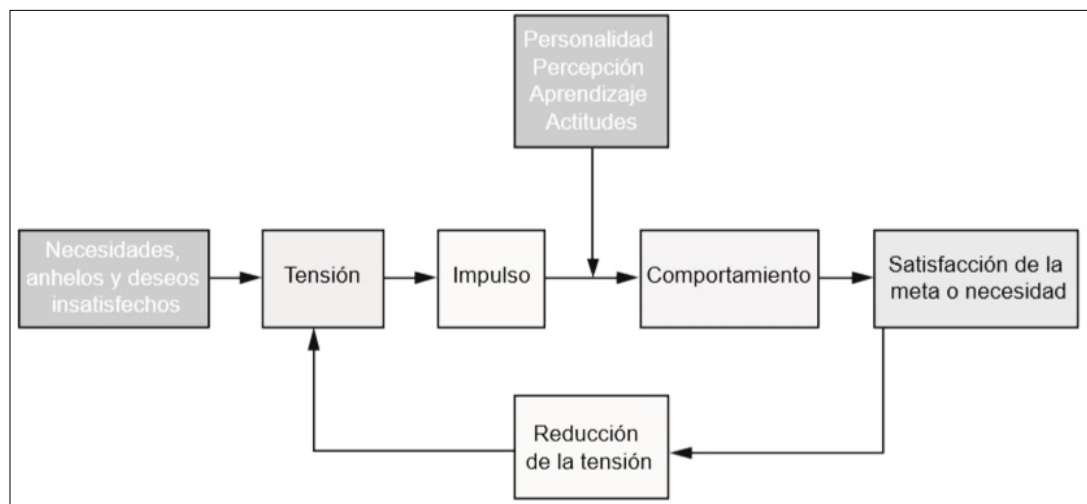 Personalidad
Percepción
Aprendizaje
Actitudes
Necesidades,
anhelos y deseos
insatisfechos
Tensión
Impulso
Comportamiento
Satisfacción de la
meta o necesidad
Reducción
de la tensión